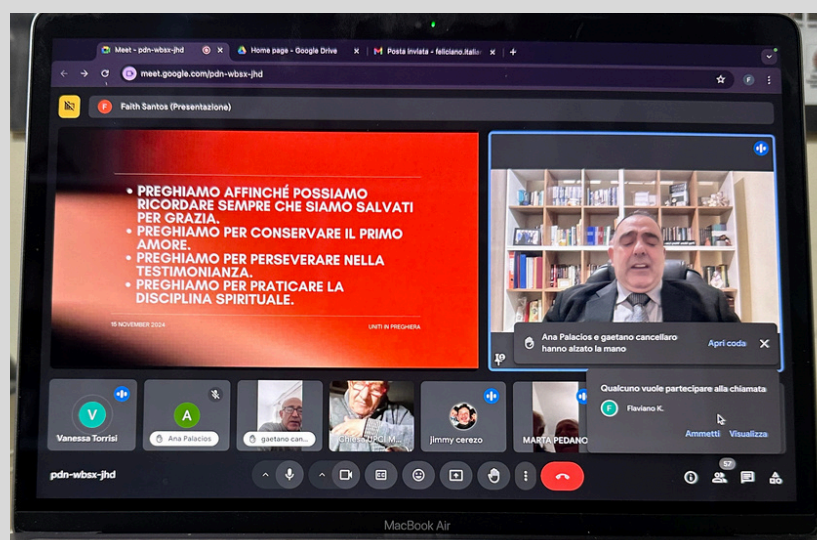 Meet - pdn-wbsx-jhd
Home page - Google Drive
Posta inviata - feliciano.italia
meet.google.com/pdn-wbsx-jhd
F
F
Faith Santos (Presentazione)
• PREGHIAMO AFFINCHÉ POSSIAMO
RICORDARE SEMPRE CHE SIAMO SALVATI
PER GRAZIA.
• PREGHIAMO PER CONSERVARE IL PRIMO
AMORE.
• PREGHIAMO PER PERSEVERARE NELLA
TESTIMONIANZA.
• PREGHIAMO PER PRATICARE LA
DISCIPLINA SPIRITUALE.
15 NOVEMBER 2024
UNITI IN PREGHIERA
Ana Palacios e gaetano cancellaro
hanno alzato la mano
Apri coda
Qualcuno vuole partecipare alla chiamata
F
Flaviano K.
Ammetti
Visualizza
V
Vanessa Torrisi
A
Ana Palacios
gaetano can...
Chiesa UPCI M...
jimmy cerezo
MARTA PEDANO
pdn-wbsx-jhd
57
MacBook Air